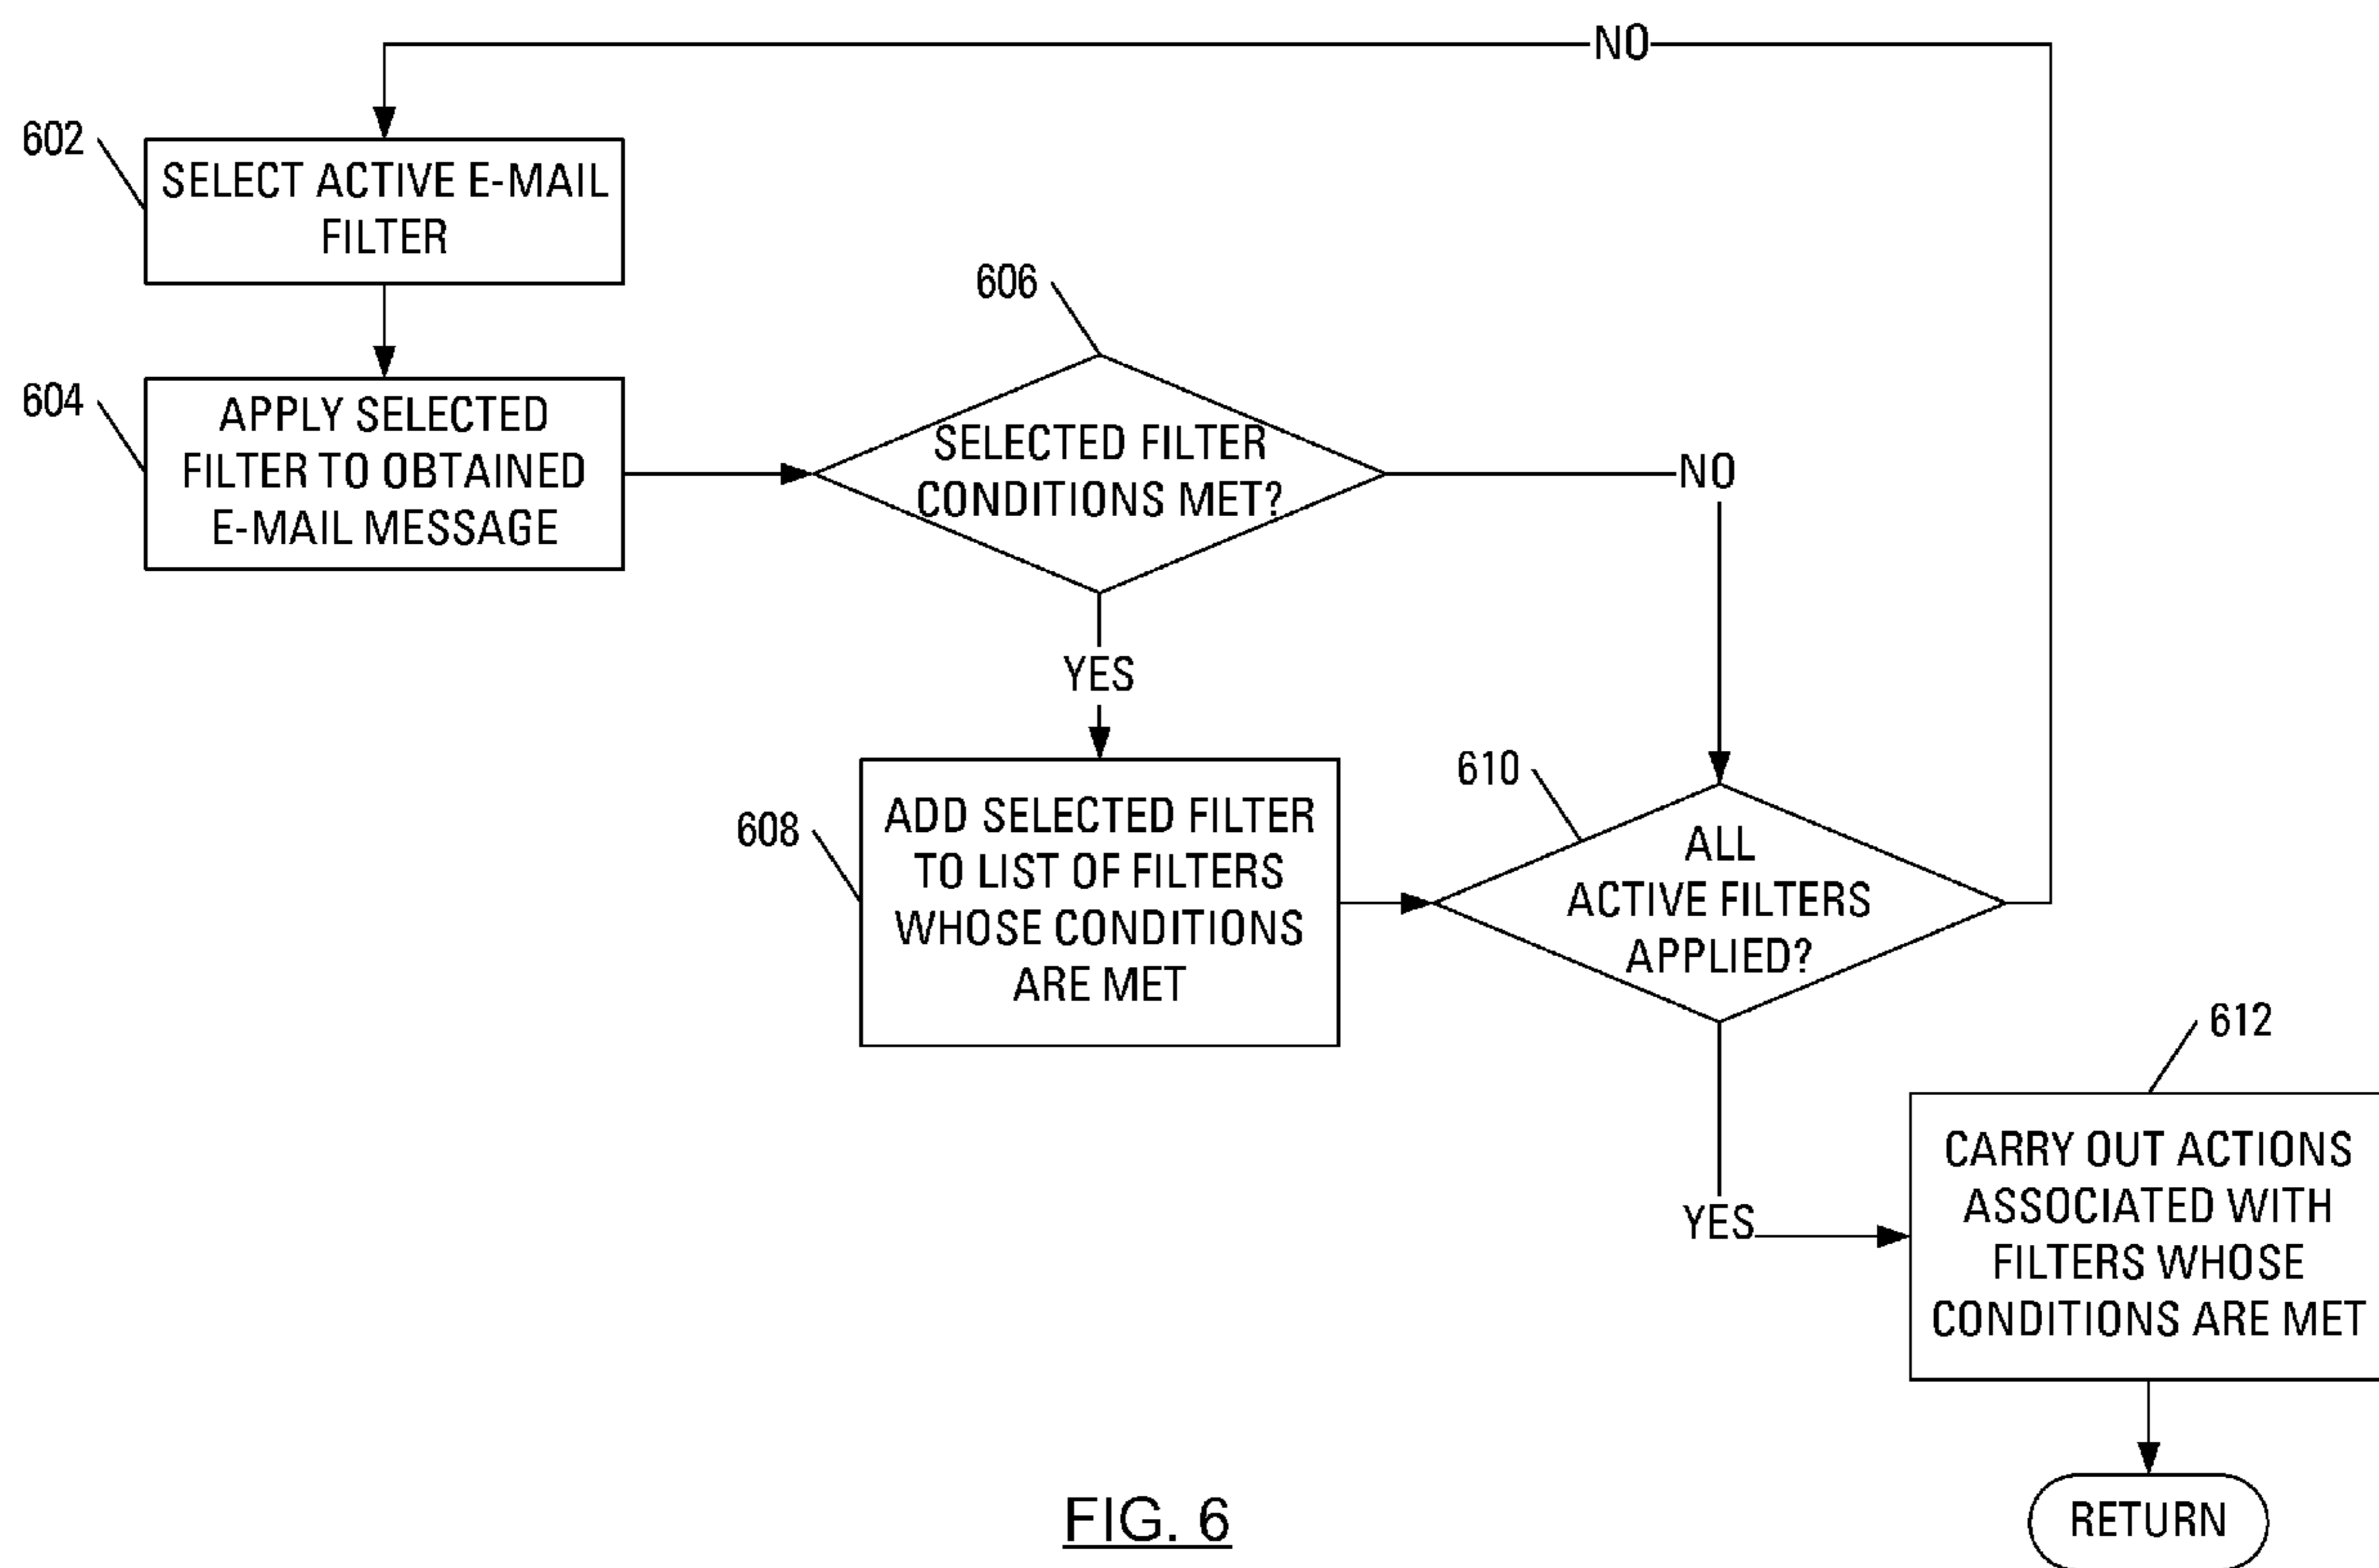 NO
602
SELECT ACTIVE E-MAIL
FILTER
606
604
APPLY SELECTED
FILTER TO OBTAINED
E-MAIL MESSAGE
SELECTED FILTER
CONDITIONS MET?
NO
YES
608
ADD SELECTED FILTER
TO LIST OF FILTERS
WHOSE CONDITIONS
ARE MET
610
ALL
ACTIVE FILTERS
APPLIED?
YES
612
CARRY OUT ACTIONS
ASSOCIATED WITH
FILTERS WHOSE
CONDITIONS ARE MET
RETURN
FIG. 6